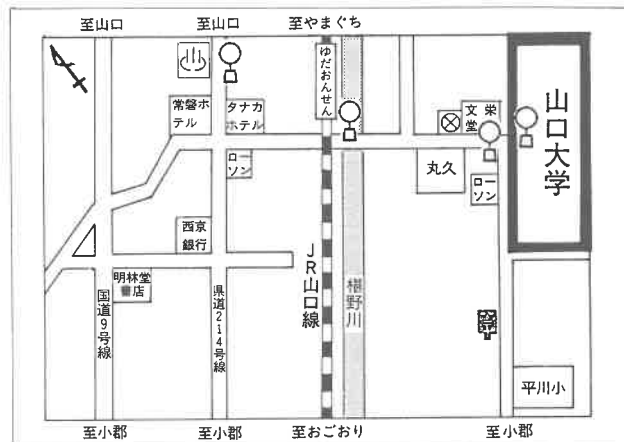 至山口
至山口
至やまぐち
ゆだおんせん
常磐ホ
テル
タナカ
ホテル
文栄
堂
山口大学
ローソン
丸久
ローソン
西京
銀行
JR山口線
椹野川
明林堂
書店
国道9号線
県道214号線
平川小
至小郡
至小郡
至おごおり
至小郡